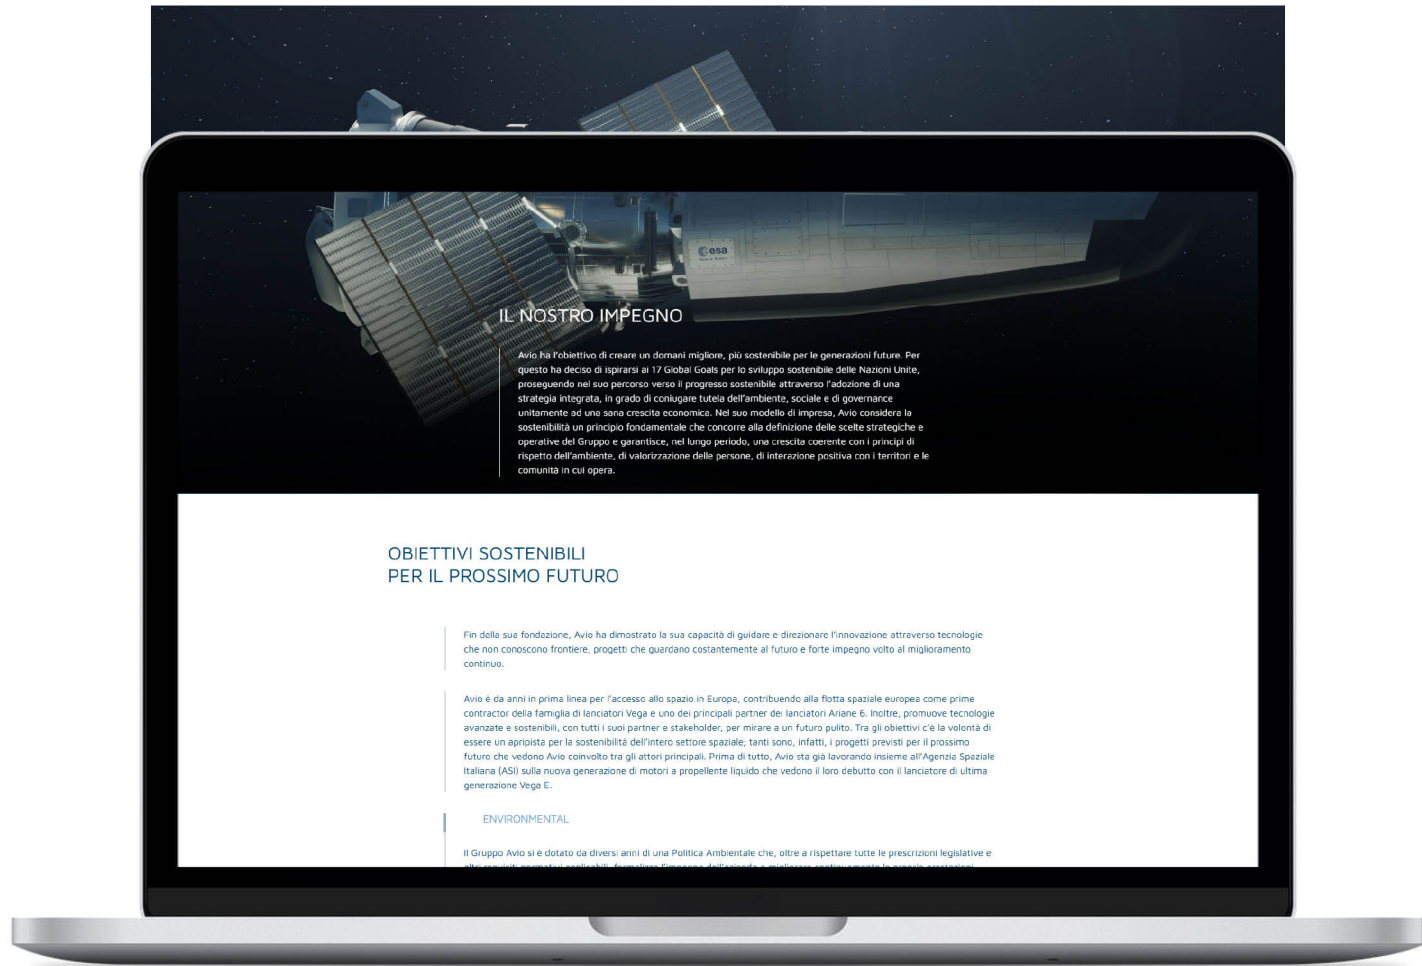 esa
IL NOSTRO IMPEGNO
Avio ha l'obiettivo di creare un domani migliore, più sostenibile per le generazioni future. Per
questo ha deciso di ispirarsi ai 17 Global Goals per lo sviluppo sostenibile delle Nazioni Unite,
proseguendo nel suo percorso verso il progresso sostenibile attraverso l'adozione di una
strategia integrata, in grado di coniugare tutela dell'ambiente, sociale e di governance
unitamente ad una sana crescita economica. Nel suo modello di impresa, Avio considera la
sostenibilità un principio fondamentale che concorre alla definizione delle scelte strategiche e
operative del Gruppo e garantisce, nel lungo periodo, una crescita coerente con i principi di
rispetto dell'ambiente, di valorizzazione delle persone, di interazione positiva con i territori e le
comunità in cui opera.
OBIETTIVI SOSTENIBILI
PER IL PROSSIMO FUTURO
Fin dalla sua fondazione, Avio ha dimostrato la sua capacità di guidare e direzionare l'innovazione attraverso tecnologie
che non conoscono frontiere, progetti che guardano costantemente al futuro e forte impegno volto al miglioramento
continuo.
Avio è da anni in prima linea per l'accesso allo spazio in Europa, contribuendo alla flotta spaziale europea come prime
contractor della famiglia di lanciatori Vega e uno dei principali partner dei lanciatori Ariane 6. Inoltre, promuove tecnologie
avanzate e sostenibili, con tutti i suoi partner e stakeholder, per mirare a un futuro pulito. Tra gli obiettivi c'è la volontà di
essere un apripista per la sostenibilità dell'intero settore spaziale; tanti sono, infatti, i progetti previsti per il prossimo
futuro che vedono Avio coinvolto tra gli attori principali. Prima di tutto, Avio sta già lavorando insieme all'Agenzia Spaziale
Italiana (ASI) sulla nuova generazione di motori a propellente liquido che vedono il loro debutto con il lanciatore di ultima
generazione Vega E.
ENVIRONMENTAL
Il Gruppo Avio si è dotato da diversi anni di una Politica Ambientale che, oltre a rispettare tutte le prescrizioni legislative e